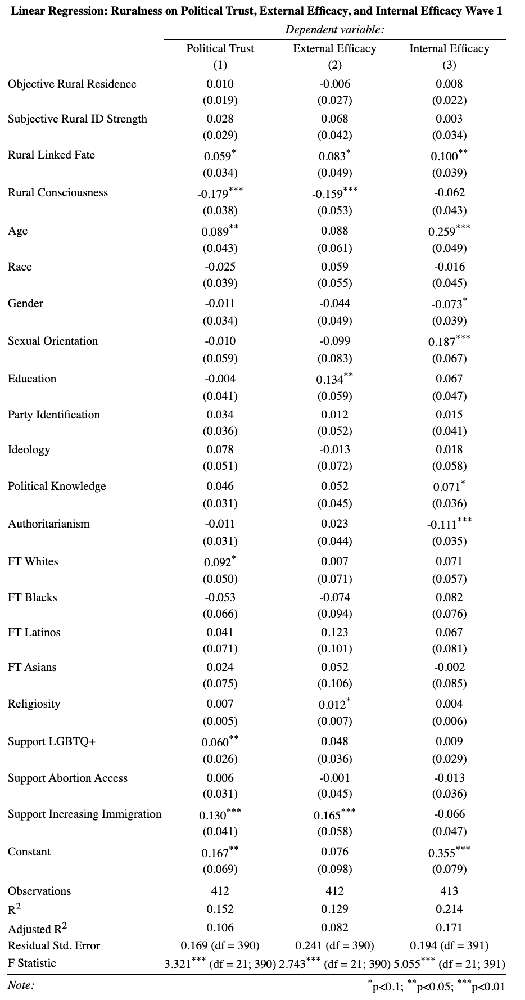 Linear Regression: Ruralness on Political Trust, External Efficacy, and Internal Efficacy Wave 1
Dependent variable:
Political Trust External Efficacy Internal Efficacy
(1) (2) (3)
Objective Rural Residence 0.010 -0.006 0.008
(0.019) (0.027) (0.022)
Subjective Rural ID Strength 0.028 0.068 0.003
(0.029) (0.042) (0.034)
Rural Linked Fate 0.059* 0.083* 0.100**
(0.034) (0.049) (0.039)
Rural Consciousness -0.179*** -0.159*** -0.062
(0.038) (0.053) (0.043)
Age 0.089** 0.088 0.259***
(0.043) (0.061) (0.049)
Race -0.025 0.059 -0.016
(0.039) (0.055) (0.045)
Gender -0.011 -0.044 -0.073*
(0.034) (0.049) (0.039)
Sexual Orientation -0.010 -0.099 0.187***
(0.059) (0.083) (0.067)
Education -0.004 0.134** 0.067
(0.041) (0.059) (0.047)
Party Identification 0.034 0.012 0.015
(0.036) (0.052) (0.041)
Ideology 0.078 -0.013 0.018
(0.051) (0.072) (0.058)
Political Knowledge 0.046 0.052 0.071*
(0.031) (0.045) (0.036)
Authoritarianism -0.011 0.023 -0.111***
(0.031) (0.044) (0.035)
FT Whites 0.092* 0.007 0.071
(0.050) (0.071) (0.057)
FT Blacks -0.053 -0.074 0.082
(0.066) (0.094) (0.076)
FT Latinos 0.041 0.123 0.067
(0.071) (0.101) (0.081)
FT Asians 0.024 0.052 -0.002
(0.075) (0.106) (0.085)
Religiosity 0.007 0.012* 0.004
(0.005) (0.007) (0.006)
Support LGBTQ+ 0.060** 0.048 0.009
(0.026) (0.036) (0.029)
Support Abortion Access 0.006 -0.001 -0.013
(0.031) (0.045) (0.036)
Support Increasing Immigration 0.130*** 0.165*** -0.066
(0.041) (0.058) (0.047)
Constant 0.167** 0.076 0.355***
(0.069) (0.098) (0.079)
Observations 412 412 413
R2 0.152 0.129 0.214
Adjusted R2 0.106 0.082 0.171
Residual Std. Error 0.169 (df = 390) 0.241 (df = 390) 0.194 (df = 391)
F Statistic 3.321*** (df = 21; 390) 2.743*** (df = 21; 390) 5.055*** (df = 21; 391)
Note: *p<0.1; **p<0.05; ***p<0.01